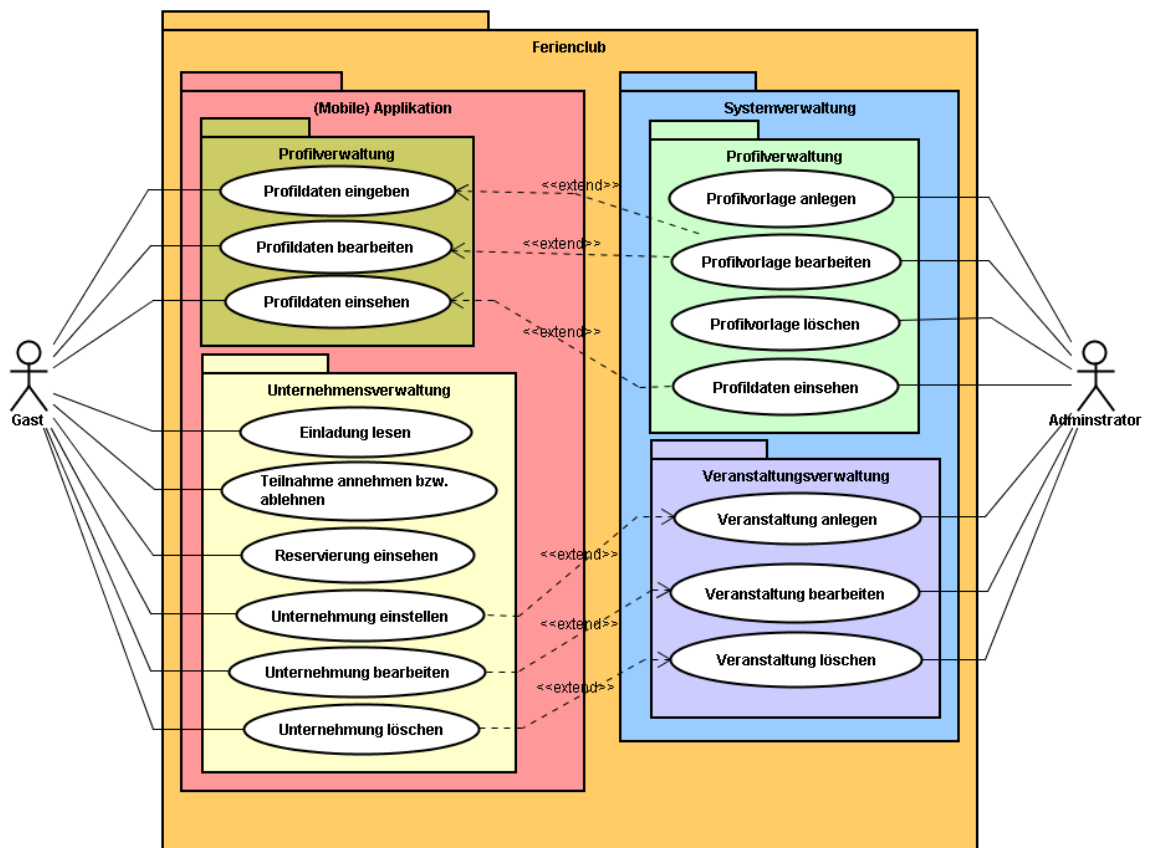 Ferienclub
(Mobile) Applikation
Profilverwaltung
Profildaten eingeben
Profildaten bearbeiten
Profildaten einsehen
Unternehmensverwaltung
Einladung lesen
Teilnahme annehmen bzw.
ablehnen
Reservierung einsehen
Unternehmung einstellen
Unternehmung bearbeiten
Unternehmung löschen
Gast
<<extend>>
<<extend>>
<<extend>>
<<extend>>
<<extend>>
<<extend>>
Systemverwaltung
Profilverwaltung
Profilvorlage anlegen
Profilvorlage bearbeiten
Profilvorlage löschen
Profildaten einsehen
Veranstaltungsverwaltung
Veranstaltung anlegen
Veranstaltung bearbeiten
Veranstaltung löschen
Adminstrator